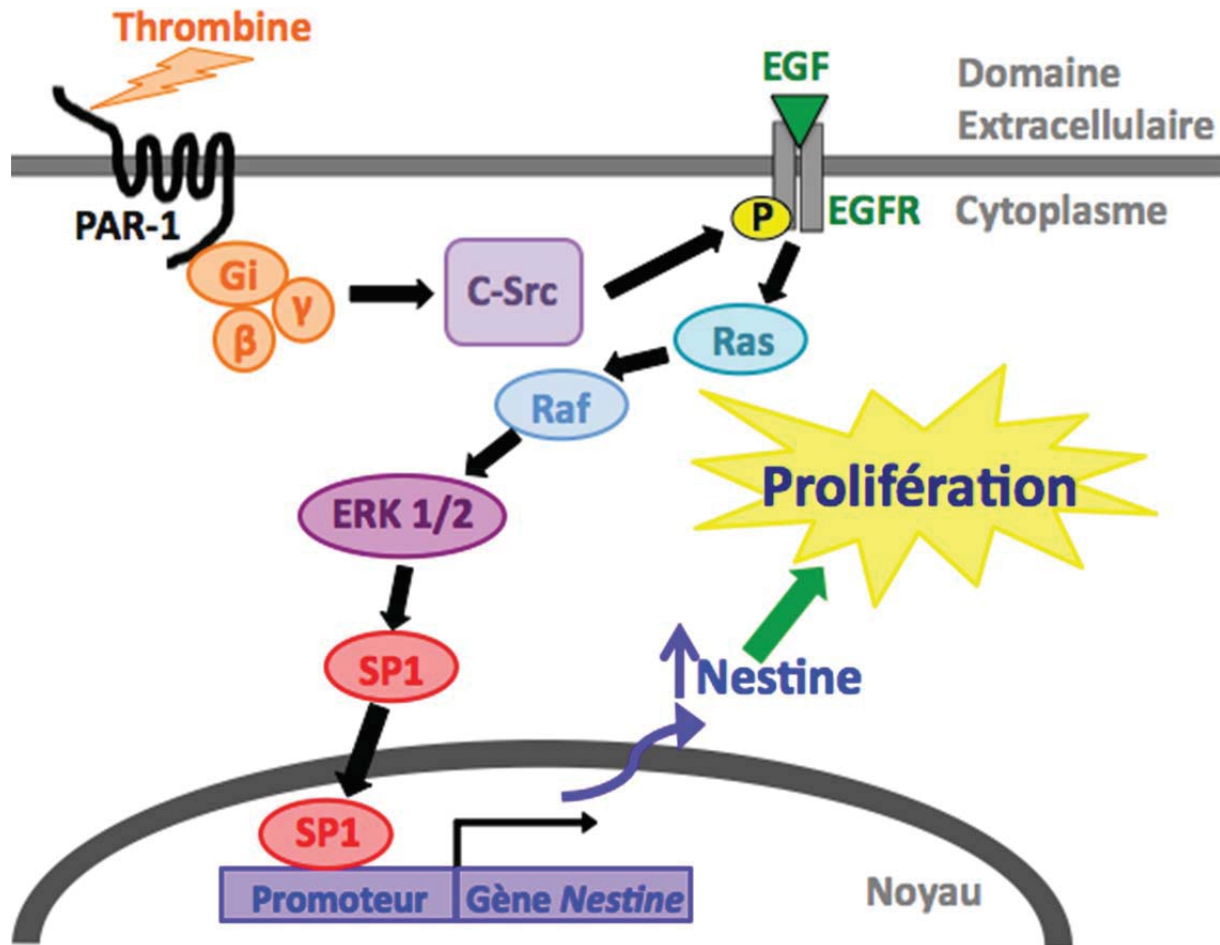 Thrombine
EGF
Domaine
Extracellulaire
PAR-1
P
EGFR
Cytoplasme
Gi
γ
β
C-Src
Ras
Raf
Prolifération
ERK 1/2
SP1
Nestine
SP1
Promoteur
Gène Nestine
Noyau